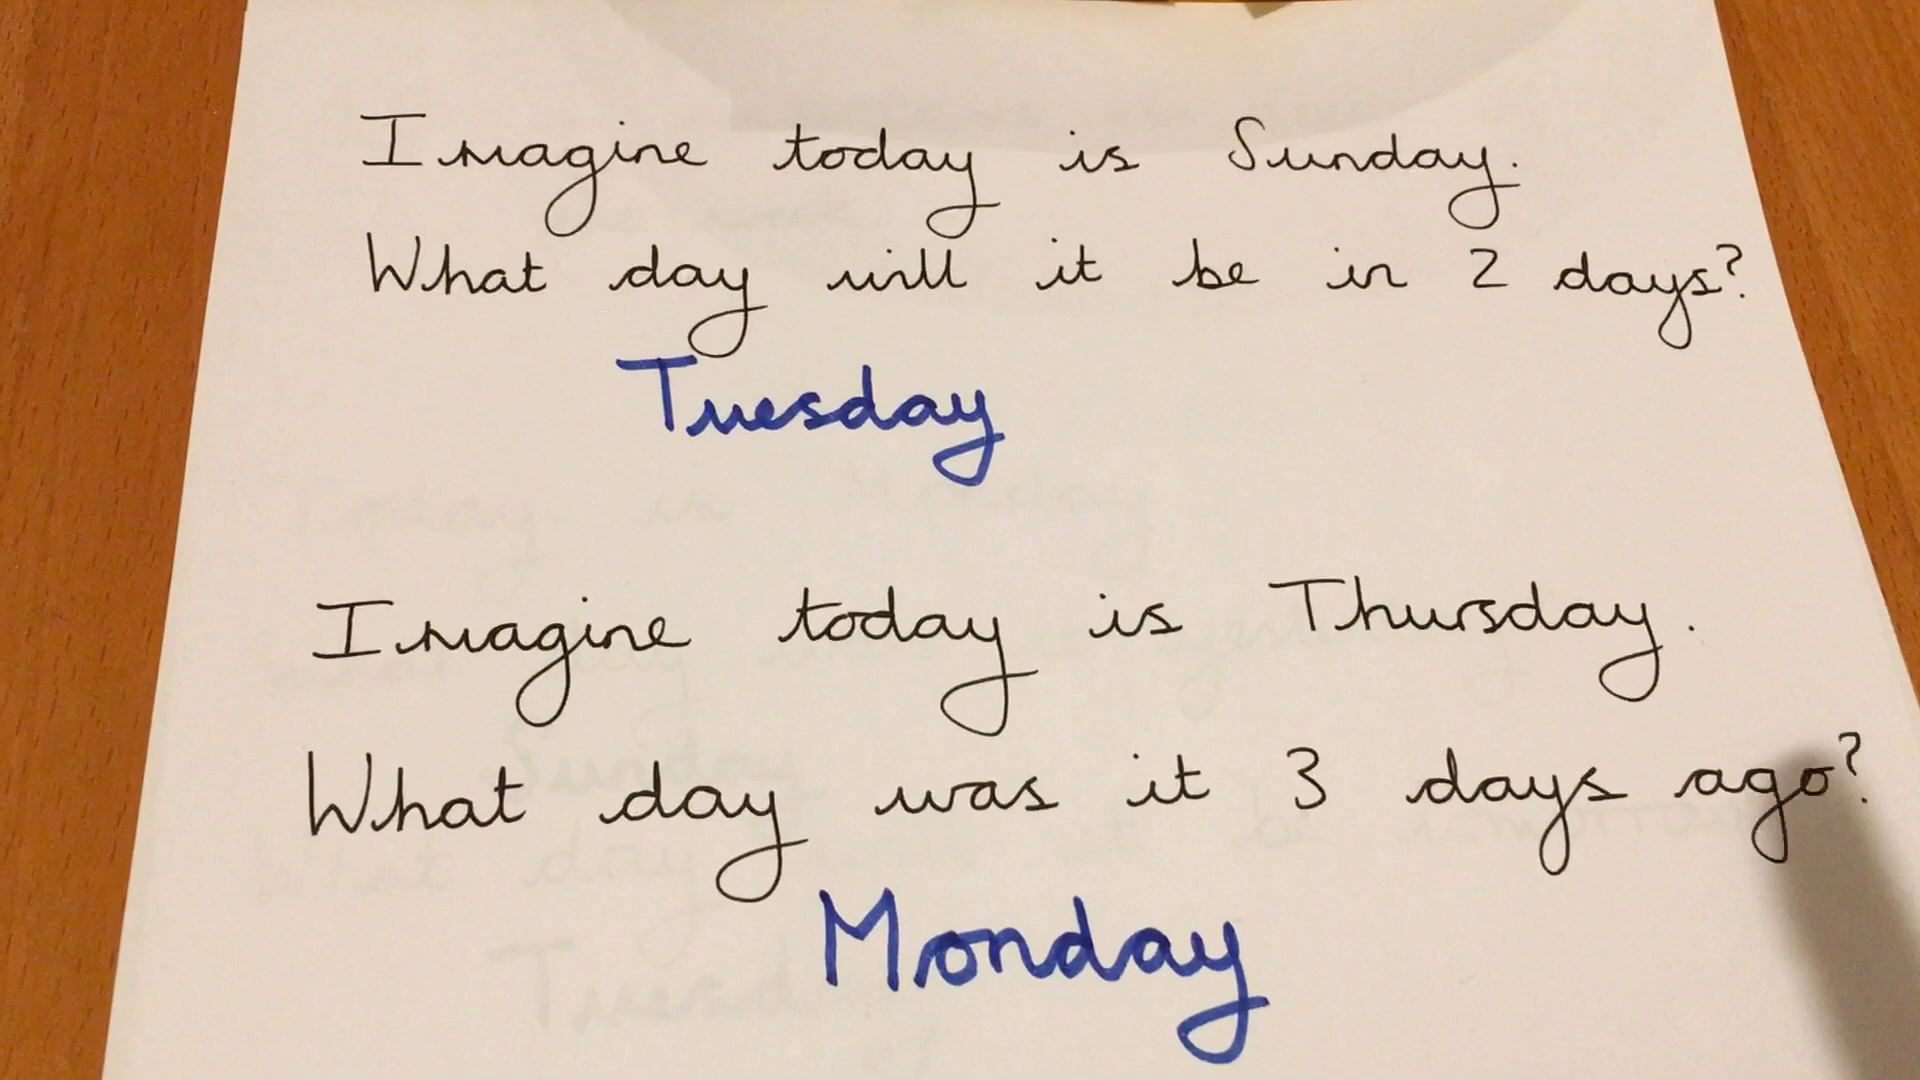 Imagine today is Sunday.
What day will it be in 2 days?
Tuesday
Imagine today is Thursday.
What day was it 3 days ago?
Monday